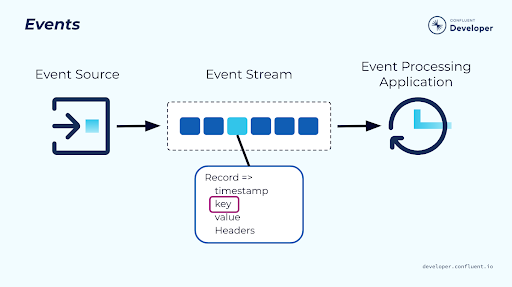 Events
CONFLUENT
Developer
Event Source
Event Stream
Event Processing
Application
Record =>
timestamp
key
value
Headers
developer.confluent.io